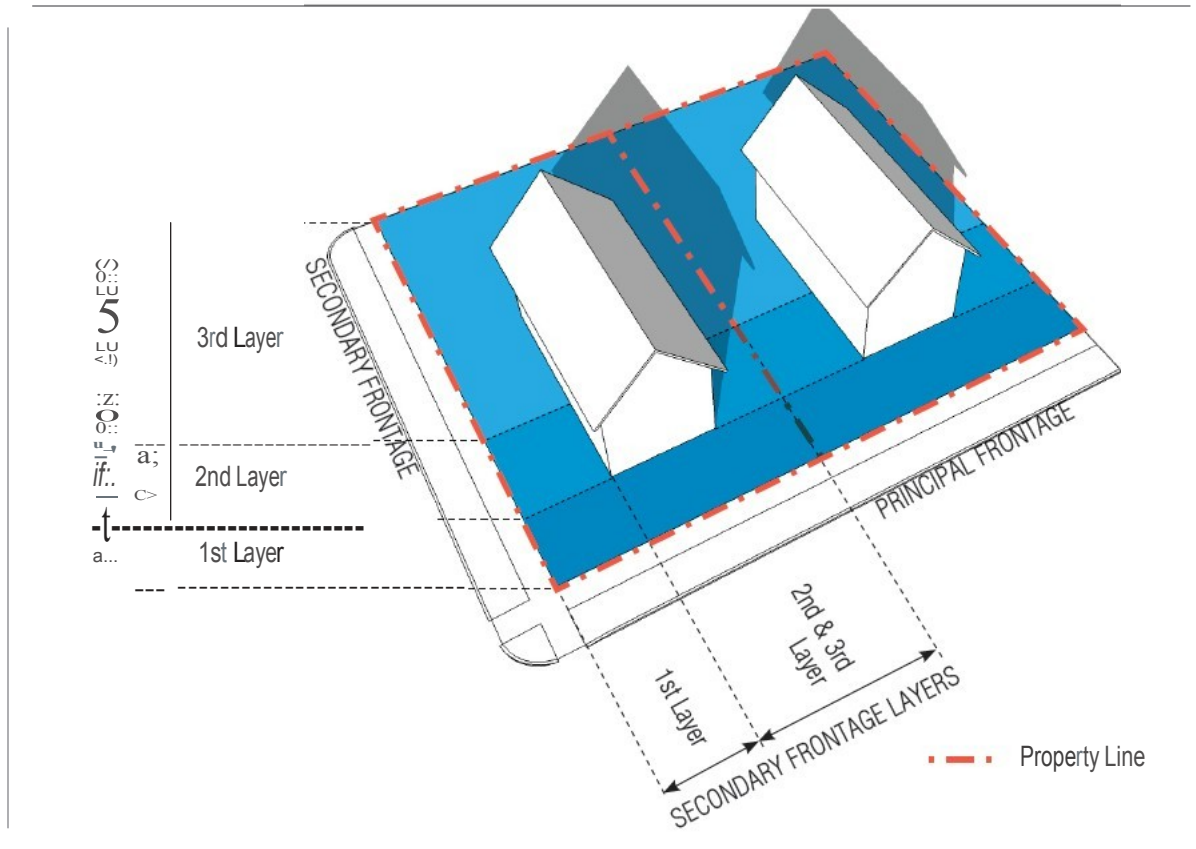 SECONDARY FRONTAGE
3rd Layer
2nd Layer
1st Layer
PRINCIPAL FRONTAGE
1st Layer
2nd & 3rd
Layer
SECONDARY FRONTAGE LAYERS
Property Line